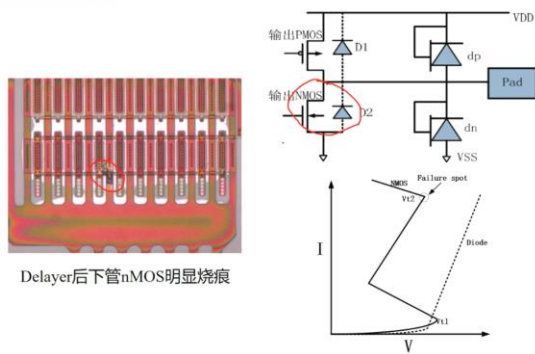 VDD
输出PMOS
D1
dp
Pad
输出NMOS
D2
dn
VSS
Delayer后下管nMOS明显烧痕
NMOS
Failure spot
Vt2
Diode
I
Vt1
V